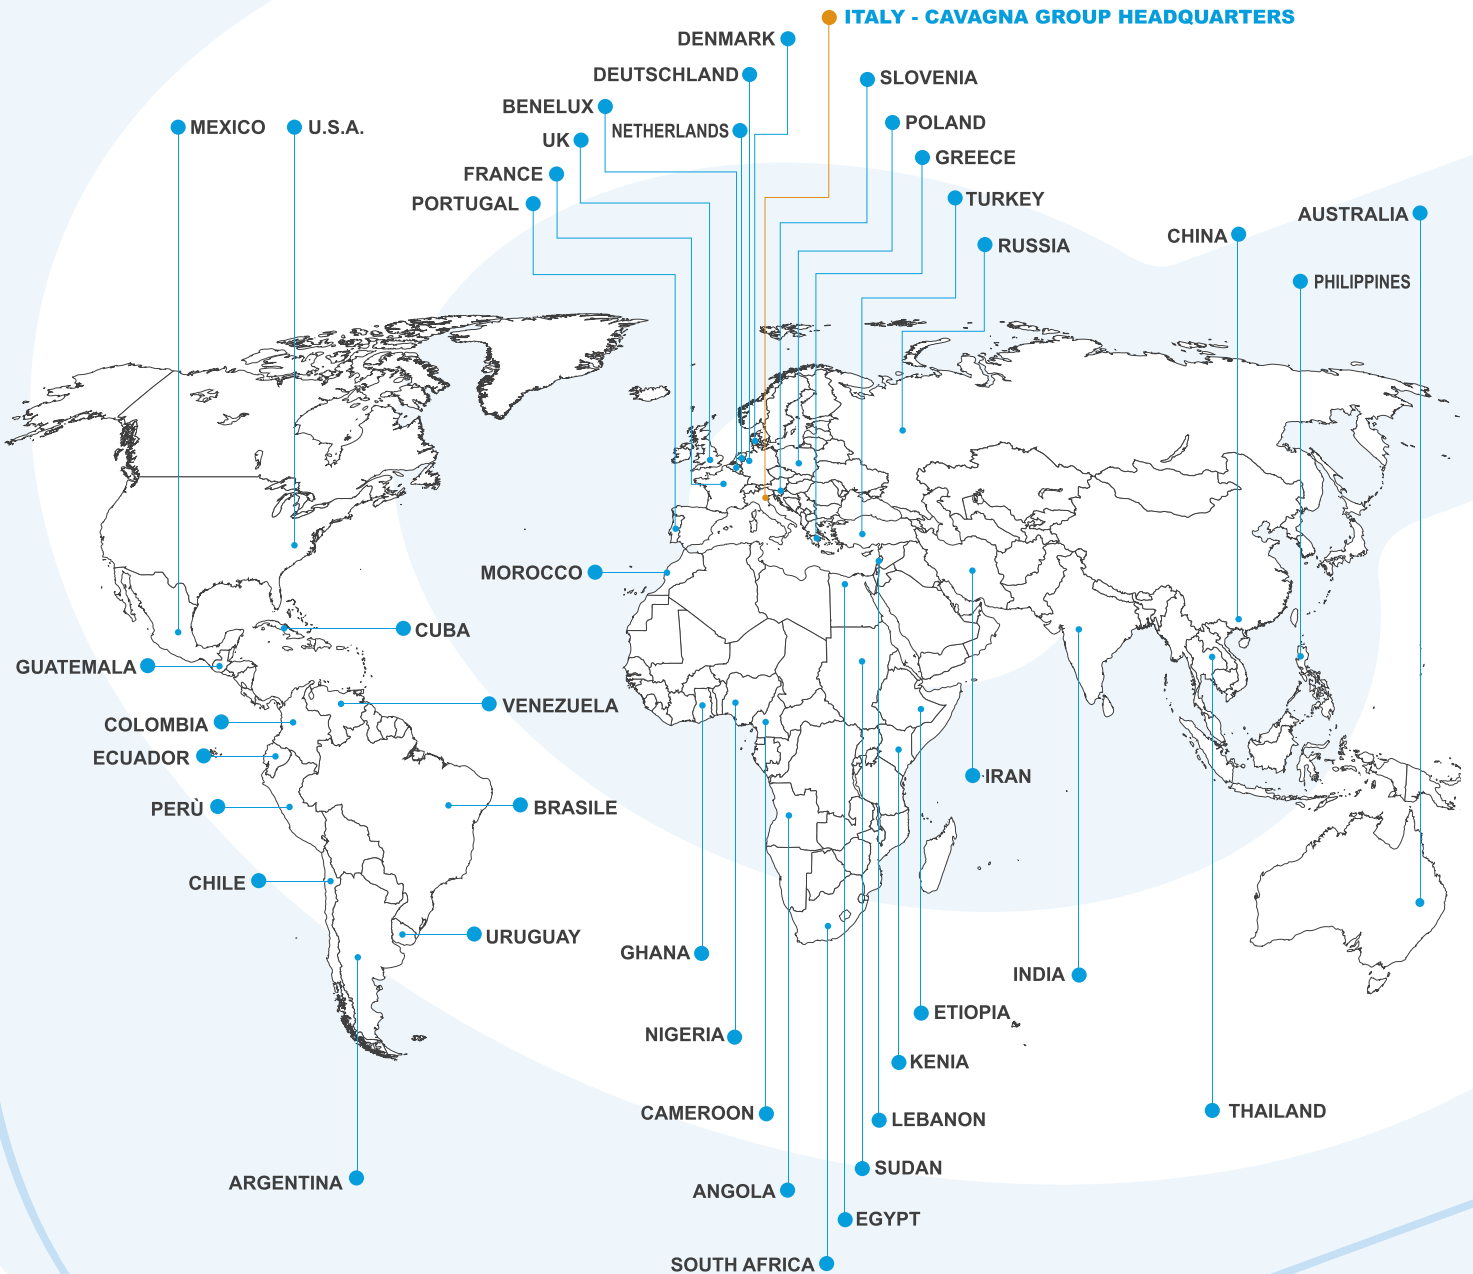 ITALY - CAVAGNA GROUP HEADQUARTERS
DENMARK
DEUTSCHLAND
SLOVENIA
BENELUX
POLAND
MEXICO
U.S.A.
NETHERLANDS
UK
GREECE
FRANCE
TURKEY
PORTUGAL
AUSTRALIA
CHINA
RUSSIA
PHILIPPINES
MOROCCO
CUBA
GUATEMALA
VENEZUELA
COLOMBIA
ECUADOR
IRAN
PERÙ
BRASILE
CHILE
URUGUAY
GHANA
INDIA
ETIOPIA
NIGERIA
KENIA
THAILAND
CAMEROON
LEBANON
SUDAN
ARGENTINA
ANGOLA
EGYPT
SOUTH AFRICA